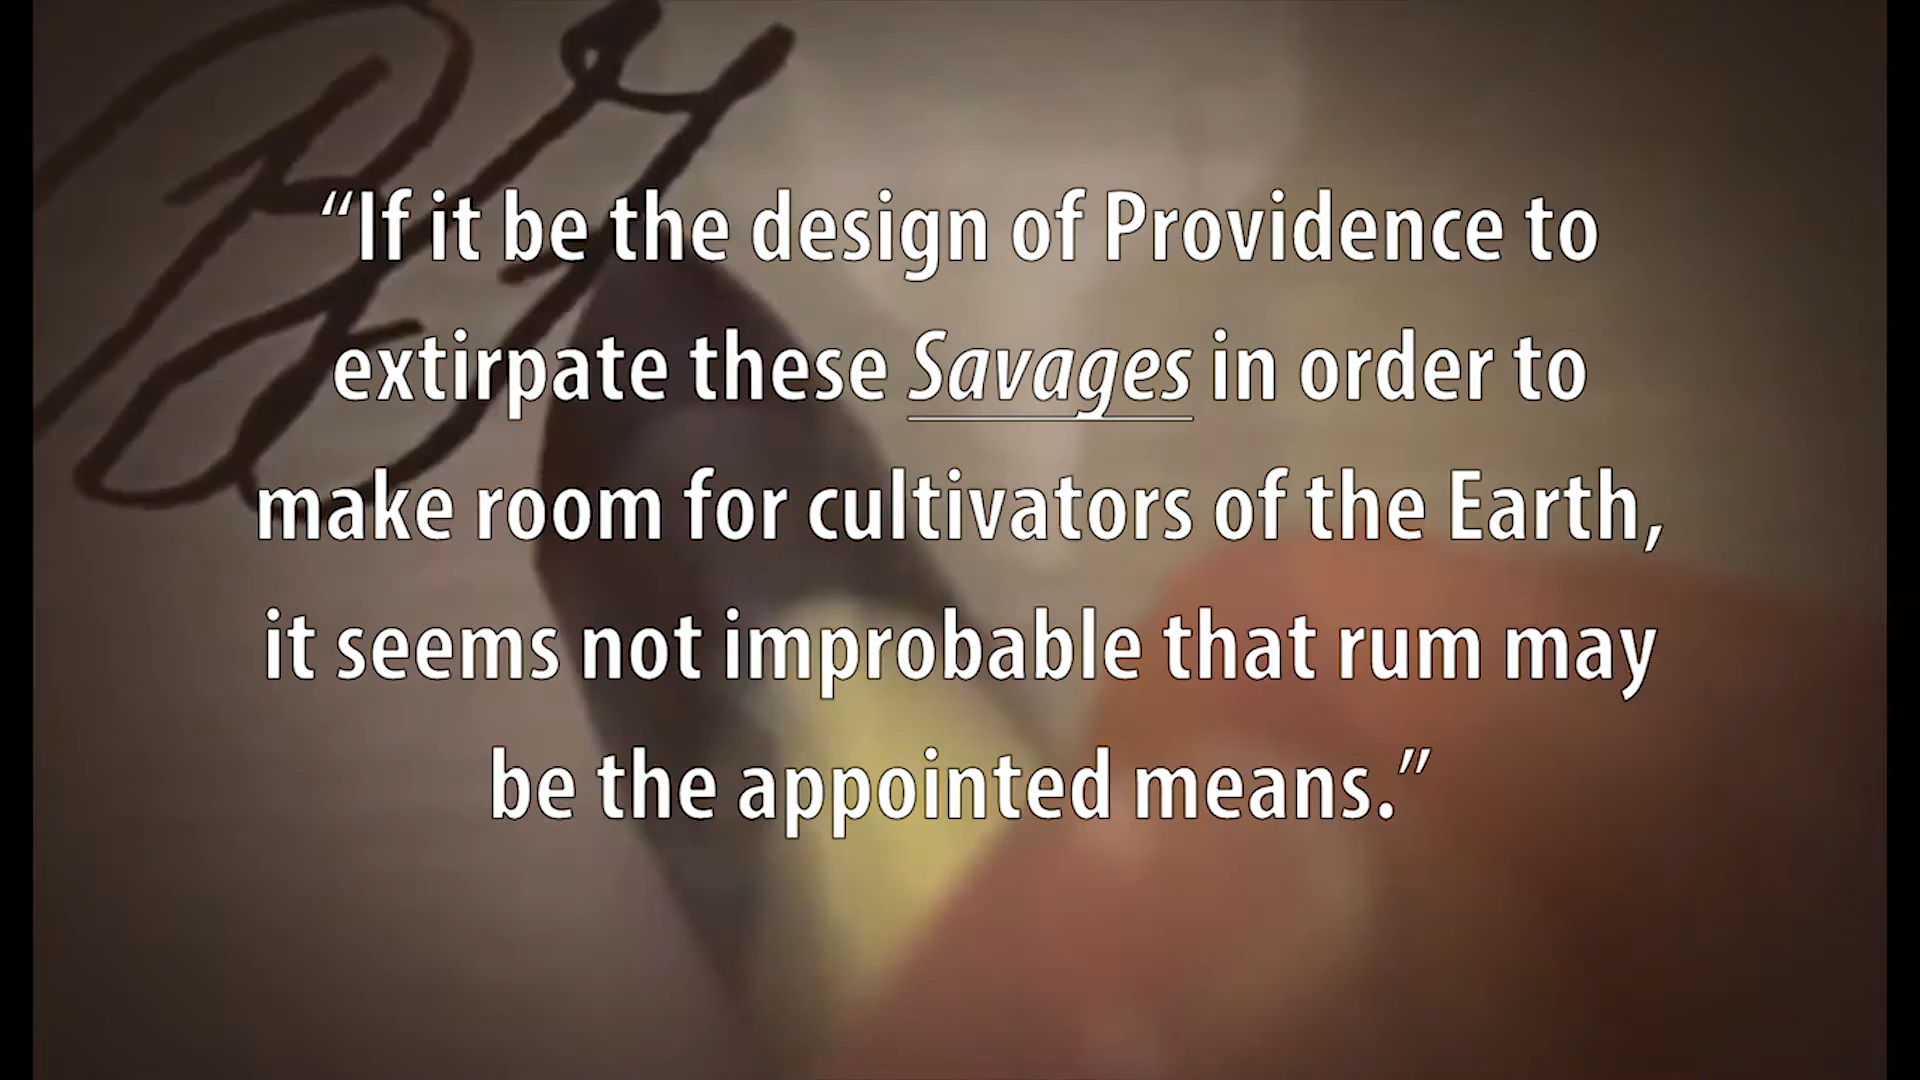 “If it be the design of Providence to
extirpate these Savages in order to
make room for cultivators of the Earth,
it seems not improbable that rum may
be the appointed means.”